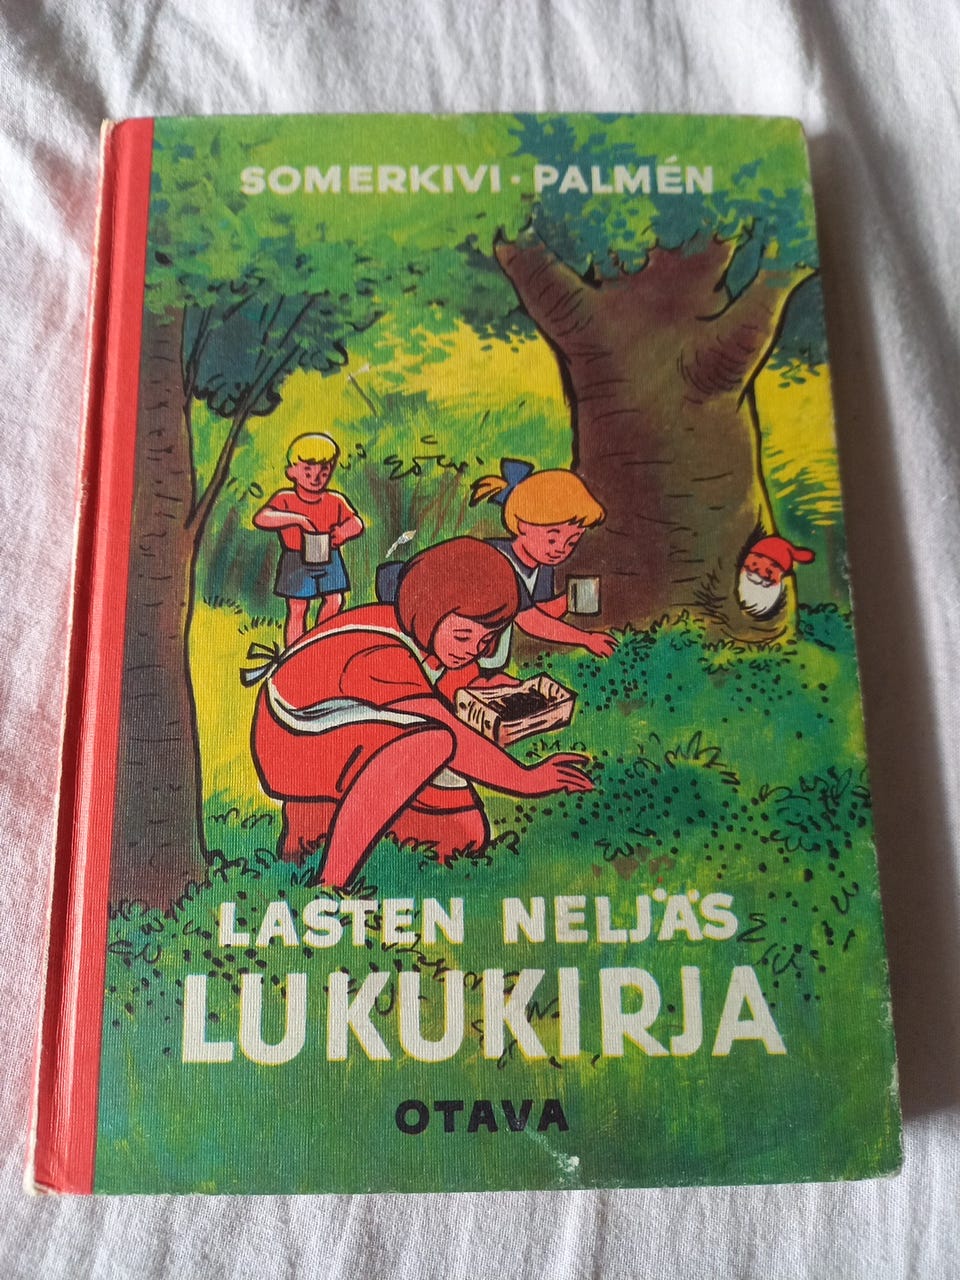 SOMERKIVI · PALMÉN
LASTEN NELJÄS
LUKUKIRJA
OTAVA